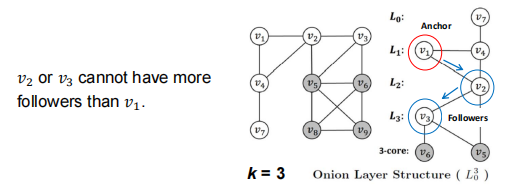 v₂ or v₃ cannot have more
followers than v₁.
v₁
v₂
v₃
v₄
v₅
v₆
v₇
v₈
v₉
k = 3
L₀:
v₇
Anchor
L₁:
v₁
v₄
L₂:
v₂
L₃:
v₃
Followers
3-core:
v₆
v₅
Onion Layer Structure ( L₀³ )